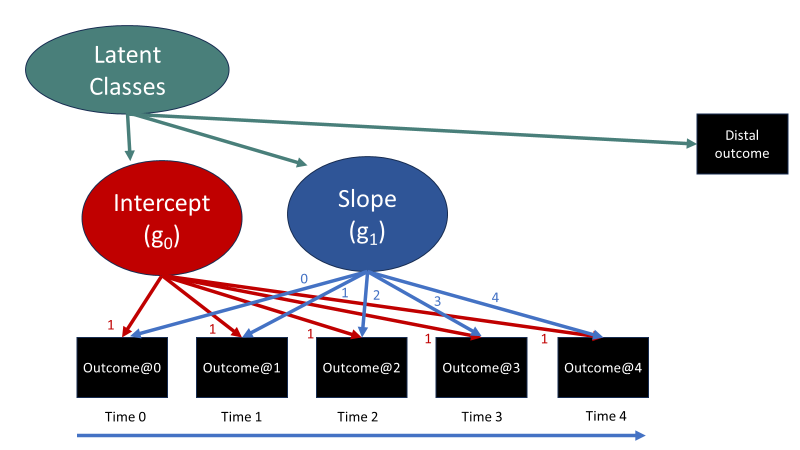 Latent
Classes
Distal
outcome
Intercept
(g₀)
Slope
(g₁)
0
1
2
3
4
1
1
1
1
1
Outcome@0
Outcome@1
Outcome@2
Outcome@3
Outcome@4
Time 0
Time 1
Time 2
Time 3
Time 4